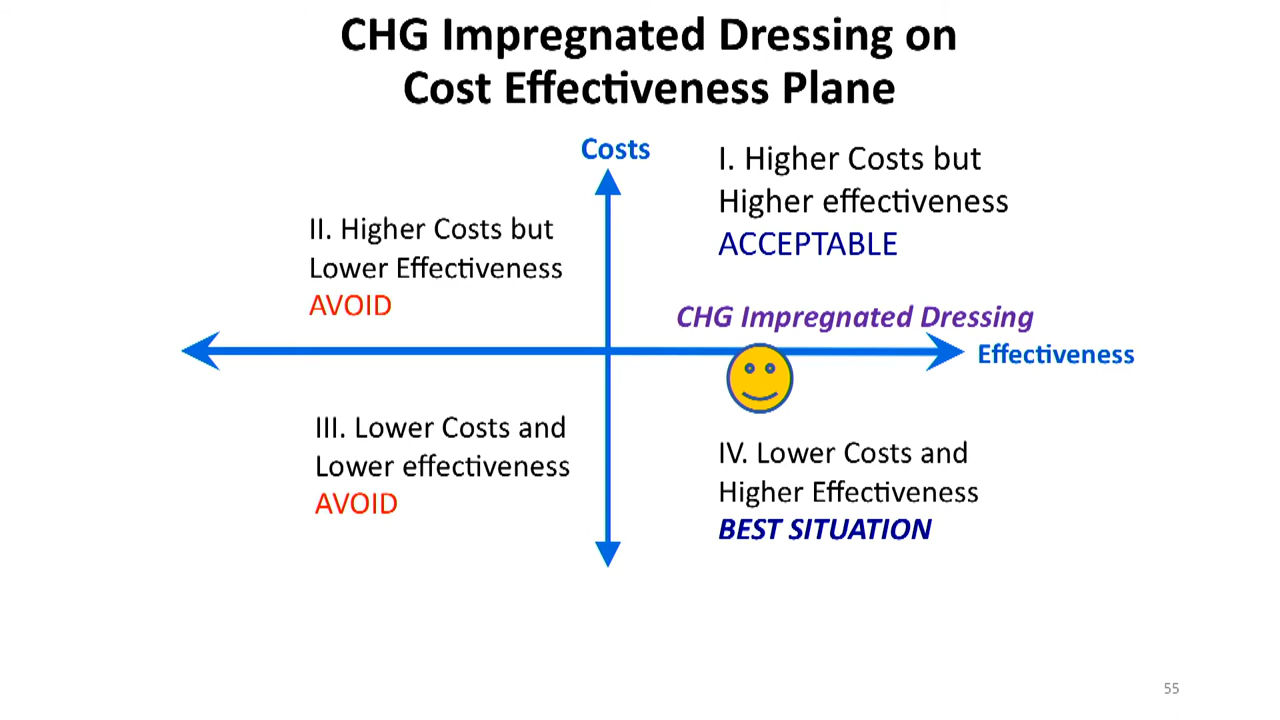 CHG Impregnated Dressing on
Cost Effectiveness Plane
Costs
I. Higher Costs but
Higher effectiveness
ACCEPTABLE
II. Higher Costs but
Lower Effectiveness
AVOID
CHG Impregnated Dressing
Effectiveness
III. Lower Costs and
Lower effectiveness
AVOID
IV. Lower Costs and
Higher Effectiveness
BEST SITUATION
55